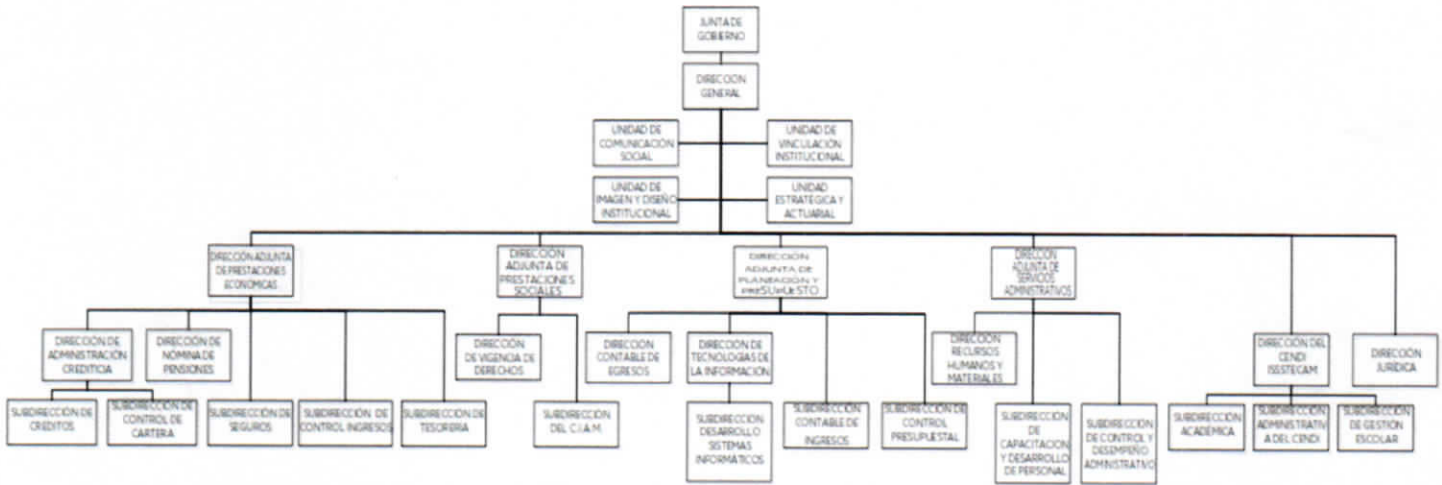 JUNTA DE
GOBIERNO
DIRECCION
GENERAL
UNIDAD DE
COMUNICACIÓN
SOCIAL
UNIDAD DE
VINCULACIÓN
INSTITUCIONAL
UNIDAD DE
IMAGEN Y DISEÑO
INSTITUCIONAL
UNIDAD
ESTRATÉGICA Y
ACTUARIAL
DIRECCIÓN ADJUNTA
DE PRESTACIONES
ECONÓMICAS
DIRECCIÓN
ADJUNTA DE
PRESTACIONES
SOCIALES
DIRECCIÓN
ADJUNTA DE
PLANEACIÓN Y
PRESUPUESTO
DIRECCION
ADJUNTA DE
SERVICIOS
ADMINISTRATIVOS
DIRECCIÓN DE
ADMINISTRACIÓN
CREDITICIA
DIRECCIÓN DE
NÓMINA DE
PENSIONES
DIRECCIÓN
DE VIGENCIA DE
DERECHOS
DIRECCIÓN
CONTABLE DE
EGRESOS
DIRECCIÓN DE
TECNOLOGÍAS DE
LA INFORMACIÓN
DIRECCIÓN
RECURSOS
HUMANOS Y
MATERIALES
DIRECCIÓN DEL
CENDI
ISSSTECAM
DIRECCIÓN
JURÍDICA
SUBDIRECCIÓN DE
CRÉDITOS
SUBDIRECCIÓN DE
CONTROL DE
CARTERA
SUBDIRECCIÓN DE
SEGUROS
SUBDIRECCIÓN DE
CONTROL INGRESOS
SUBDIRECCIÓN DE
TESORERIA
SUBDIRECCIÓN
DEL C.I.A.M.
SUBDIRECCION
DESARROLLO
SISTEMAS
INFORMÁTICOS
SUBDIRECCIÓN
CONTABLE DE
INGRESOS
SUBDIRECCIÓN DE
CONTROL
PRESUPUESTAL
SUBDIRECCIÓN
DE
CAPACITACION
Y DESARROLLO
DE PERSONAL
SUBDIRECCIÓN
DE CONTROL Y
DESEMPEÑO
ADMINISTRATIVO
SUBDIRECCIÓN
ACADÉMICA
SUBDIRECCIÓN
ADMINISTRATIV
A DEL CENDI
SUBDIRECCIÓN
DE GESTIÓN
ESCOLAR